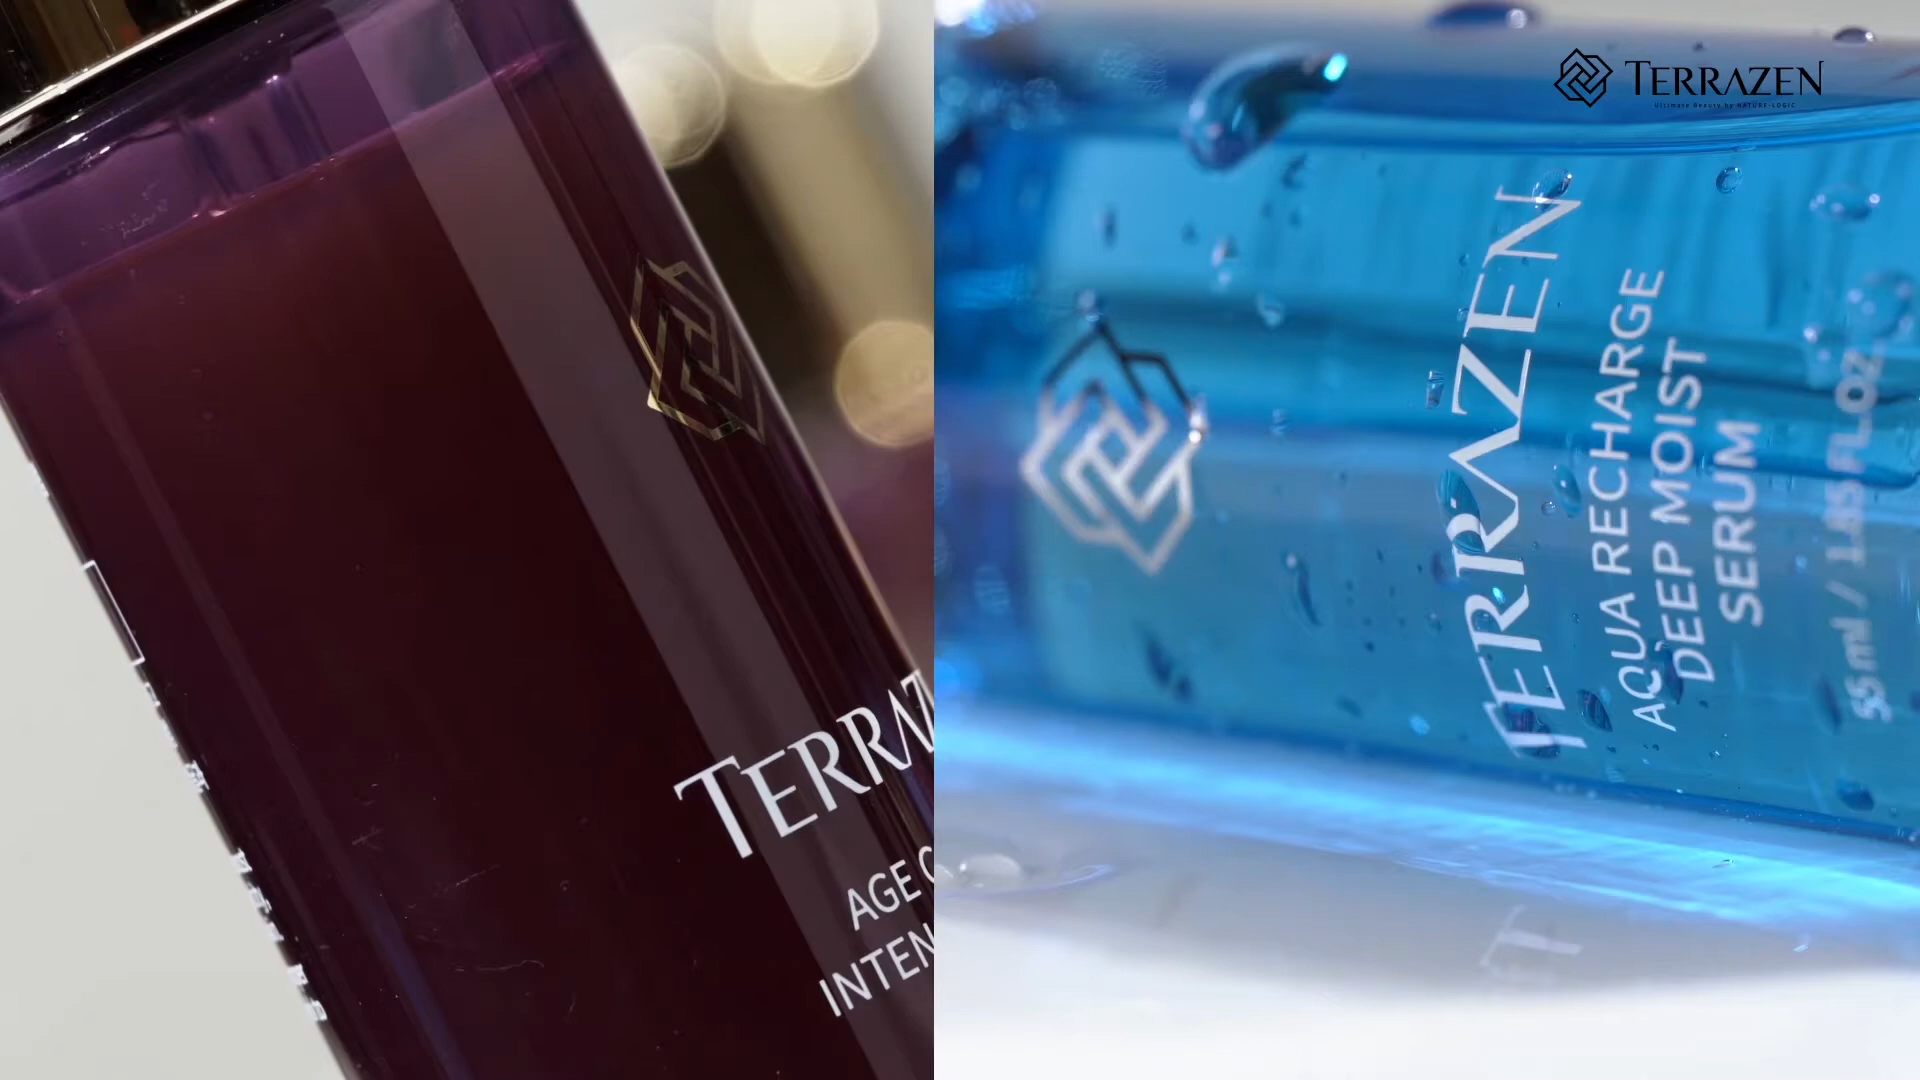 TERRAZEN
Ultimate Beauty by NATURE-LOGIC
TERRAZ
AGE
INTEN
TERRAZEN
AQUA RECHARGE
DEEP MOIST
SERUM
55 ml / 1.85 FL.OZ